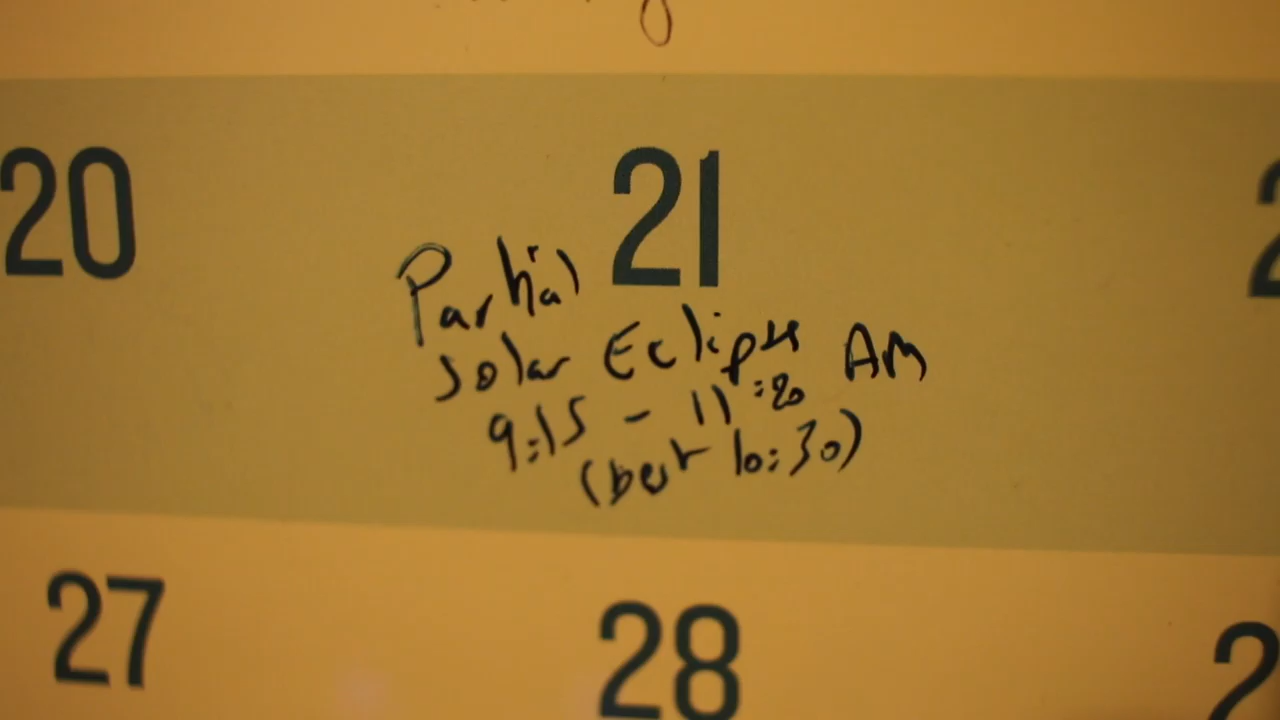 20 21
Partial
Solar Eclipse AM
9:15 - 11:20
(best 10:30)
27 28